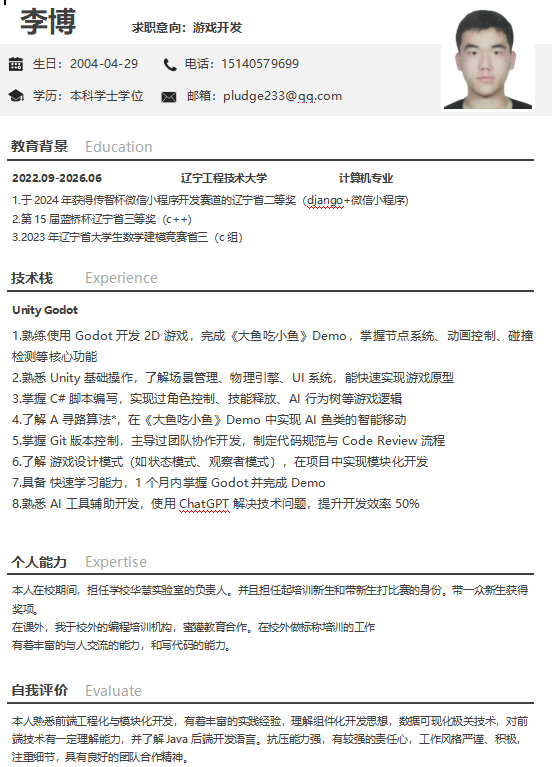 李博
求职意向：游戏开发
生日：2004-04-29 电话：15140579699
学历：本科学士学位 邮箱：pludge233@qq.com
教育背景 Education
2022.09-2026.06 辽宁工程技术大学 计算机专业
1.于 2024 年获得传智杯微信小程序开发赛道的辽宁省二等奖（django+微信小程序）
2.第 15 届蓝桥杯辽宁省三等奖（c++）
3.2023 年辽宁省大学生数学建模竞赛省三（c 组）
技术栈 Experience
Unity Godot
1.熟练使用 Godot 开发 2D 游戏，完成《大鱼吃小鱼》Demo，掌握节点系统、动画控制、碰撞
检测等核心功能
2.熟悉 Unity 基础操作，了解场景管理、物理引擎、UI 系统，能快速实现游戏原型
3.掌握 C# 脚本编写，实现过角色控制、技能释放、AI 行为树等游戏逻辑
4.了解 A 寻路算法*，在《大鱼吃小鱼》Demo 中实现 AI 鱼类的智能移动
5.掌握 Git 版本控制，主导过团队协作开发，制定代码规范与 Code Review 流程
6.了解 游戏设计模式（如状态模式、观察者模式），在项目中实现模块化开发
7.具备 快速学习能力，1 个月内掌握 Godot 并完成 Demo
8.熟悉 AI 工具辅助开发，使用 ChatGPT 解决技术问题，提升开发效率 50%
个人能力 Expertise
本人在校期间，担任学校华慧实验室的负责人。并且担任起培训新生和带新生打比赛的身份。带一众新生获得
奖项。
在课外，我于校外的编程培训机构，蜜獾教育合作。在校外做标称培训的工作
有着丰富的与人交流的能力，和写代码的能力。
自我评价 Evaluate
本人熟悉前端工程化与模块化开发，有着丰富的实践经验，理解组件化开发思想，数据可现化极关技术，对前
端技术有一定理解能力，并了解 Java 后端开发语言。抗压能力强，有较强的责任心，工作风格严谨、积极，
注重细节，具有良好的团队合作精神。